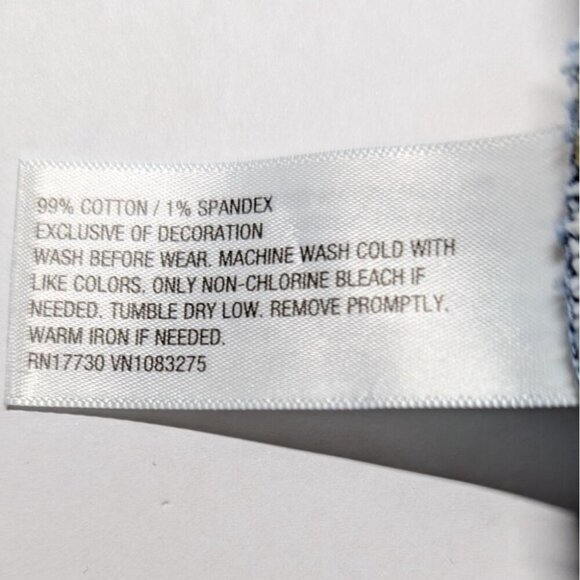 99% COTTON / 1% SPANDEX
EXCLUSIVE OF DECORATION
WASH BEFORE WEAR. MACHINE WASH COLD WITH
LIKE COLORS. ONLY NON-CHLORINE BLEACH IF
NEEDED. TUMBLE DRY LOW. REMOVE PROMPTLY.
WARM IRON IF NEEDED.
RN17730 VN1083275